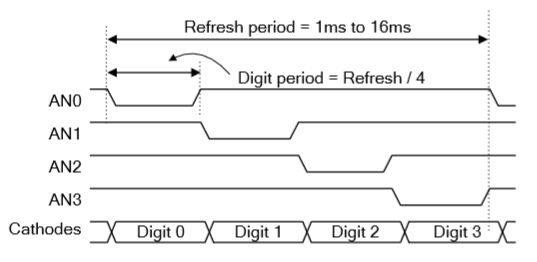 Refresh period = 1ms to 16ms
Digit period = Refresh / 4
AN0
AN1
AN2
AN3
Cathodes Digit 0 Digit 1 Digit 2 Digit 3